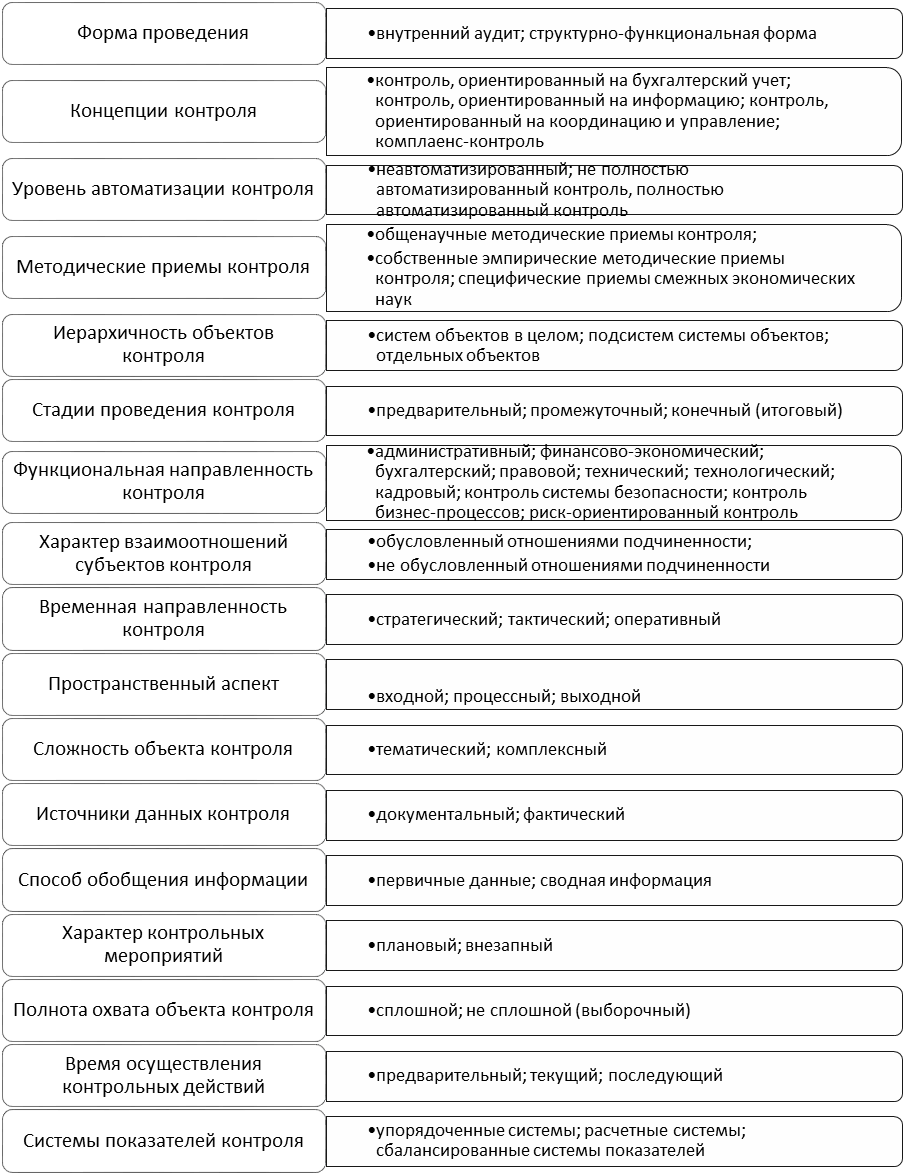 Форма проведения
•внутренний аудит; структурно-функциональная форма
Концепции контроля
•контроль, ориентированный на бухгалтерский учет;
контроль, ориентированный на информацию; контроль,
ориентированный на координацию и управление;
комплаенс-контроль
Уровень автоматизации контроля
•неавтоматизированный; не полностью
автоматизированный контроль, полностью
автоматизированный контроль
Методические приемы контроля
•общенаучные методические приемы контроля;
•собственные эмпирические методические приемы
контроля; специфические приемы смежных экономических
наук
Иерархичность объектов
контроля
•систем объектов в целом; подсистем системы объектов;
отдельных объектов
Стадии проведения контроля
•предварительный; промежуточный; конечный (итоговый)
Функциональная направленность
контроля
•административный; финансово-экономический;
бухгалтерский; правовой; технический; технологический;
кадровый; контроль системы безопасности; контроль
бизнес-процессов; риск-ориентированный контроль
Характер взаимоотношений
субъектов контроля
•обусловленный отношениями подчиненности;
•не обусловленный отношениями подчиненности
Временная направленность
контроля
•стратегический; тактический; оперативный
Пространственный аспект
•входной; процессный; выходной
Сложность объекта контроля
•тематический; комплексный
Источники данных контроля
•документальный; фактический
Способ обобщения информации
•первичные данные; сводная информация
Характер контрольных
мероприятий
•плановый; внезапный
Полнота охвата объекта контроля
•сплошной; не сплошной (выборочный)
Время осуществления
контрольных действий
•предварительный; текущий; последующий
Системы показателей контроля
•упорядоченные системы; расчетные системы;
сбалансированные системы показателей